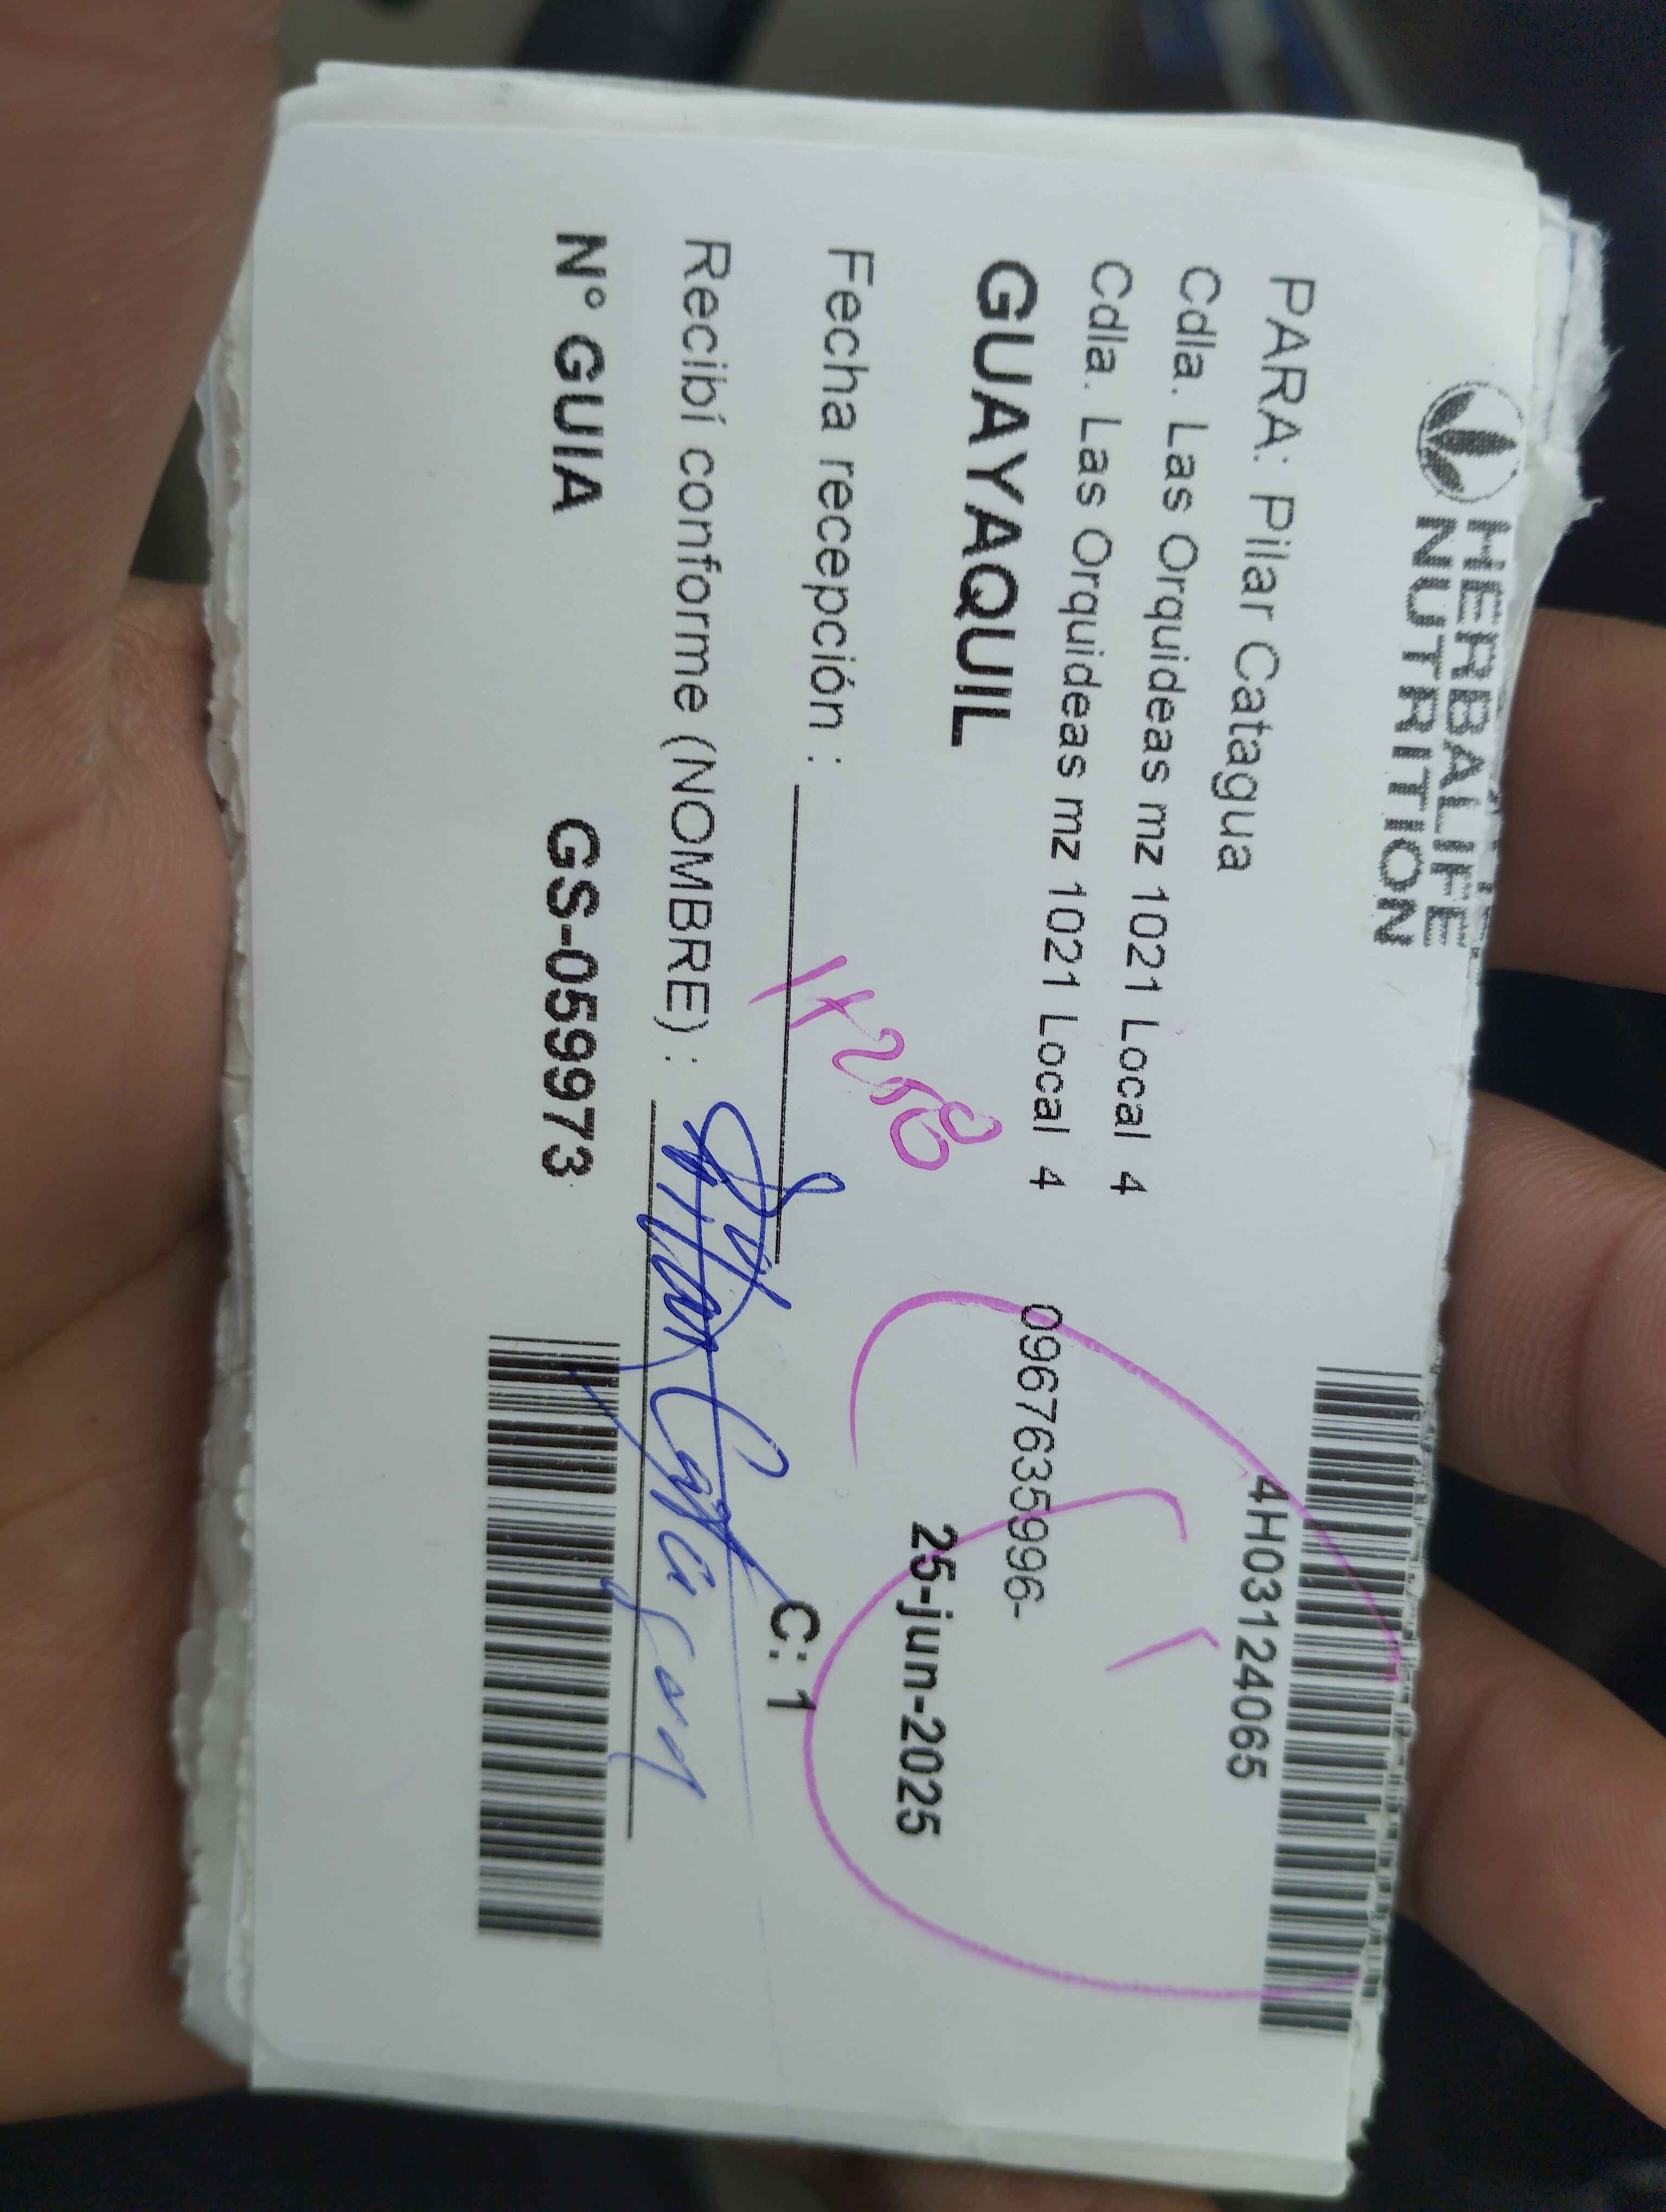 HERBALIFE
NUTRITION
4H03124065
PARA: Pilar Catagua
Cdla. Las Orquideas mz 1021 Local 4
Cdla. Las Orquideas mz 1021 Local 4 0967635996-
GUAYAQUIL 25-jun-2025
Fecha recepción :
C: 1
Recibí conforme (NOMBRE) :
N° GUIA GS-059973